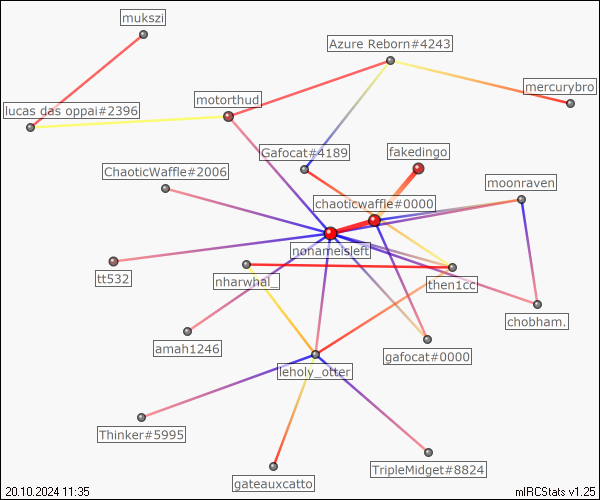 mukszi
Azure Reborn#4243
mercurybro
motorthud
lucas das oppai#2396
Gafocat#4189
fakedingo
ChaoticWaffle#2006
moonraven
chaoticwaffle#0000
nonameisleft
tt532
nharwhal_
then1cc
chobham.
amah1246
gafocat#0000
leholy_otter
Thinker#5995
TripleMidget#8824
gateauxcatto
20.10.2024 11:35
mIRCStats v1.25